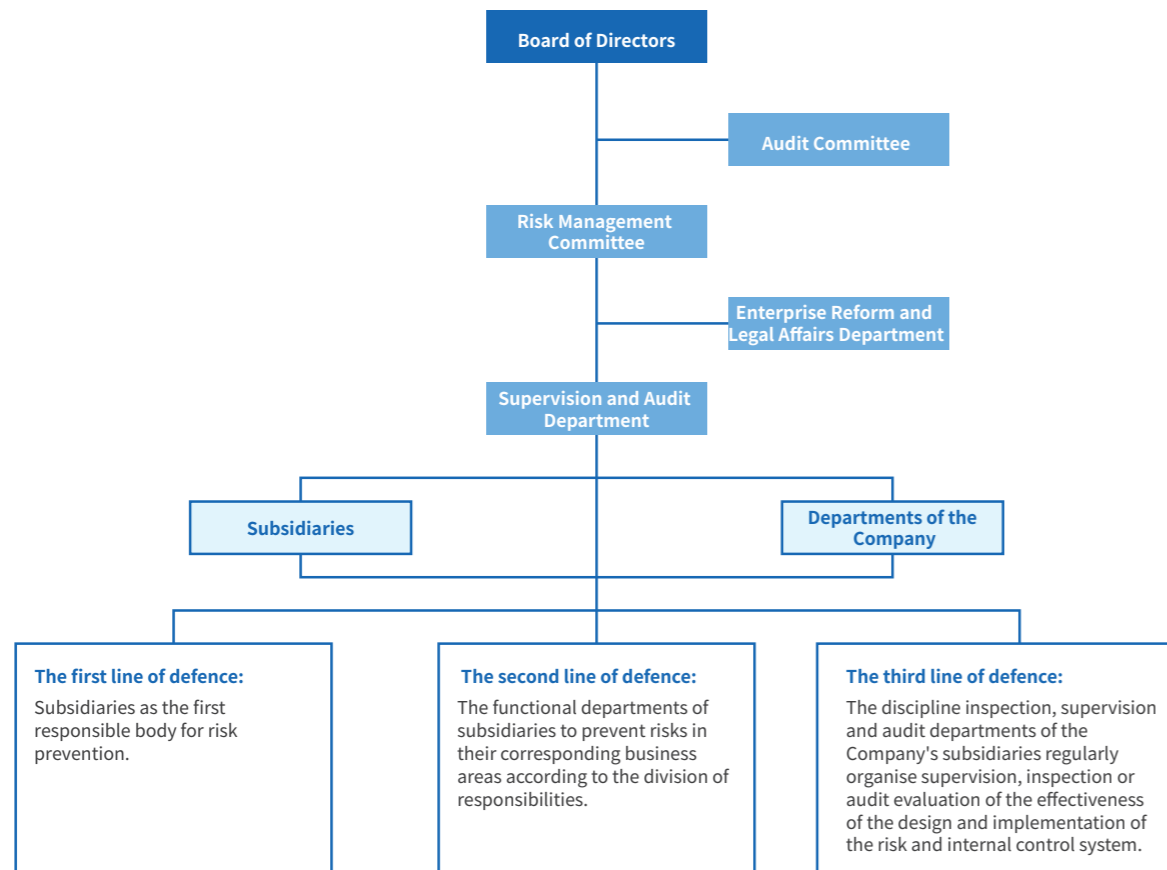 Board of Directors
Audit Committee
Risk Management
Committee
Enterprise Reform and
Legal Affairs Department
Supervision and Audit
Department
Subsidiaries
Departments of the
Company
The first line of defence:
Subsidiaries as the first
responsible body for risk
prevention.
The second line of defence:
The functional departments of
subsidiaries to prevent risks in
their corresponding business
areas according to the division of
responsibilities.
The third line of defence:
The discipline inspection, supervision
and audit departments of the
Company's subsidiaries regularly
organise supervision, inspection or
audit evaluation of the effectiveness
of the design and implementation of
the risk and internal control system.